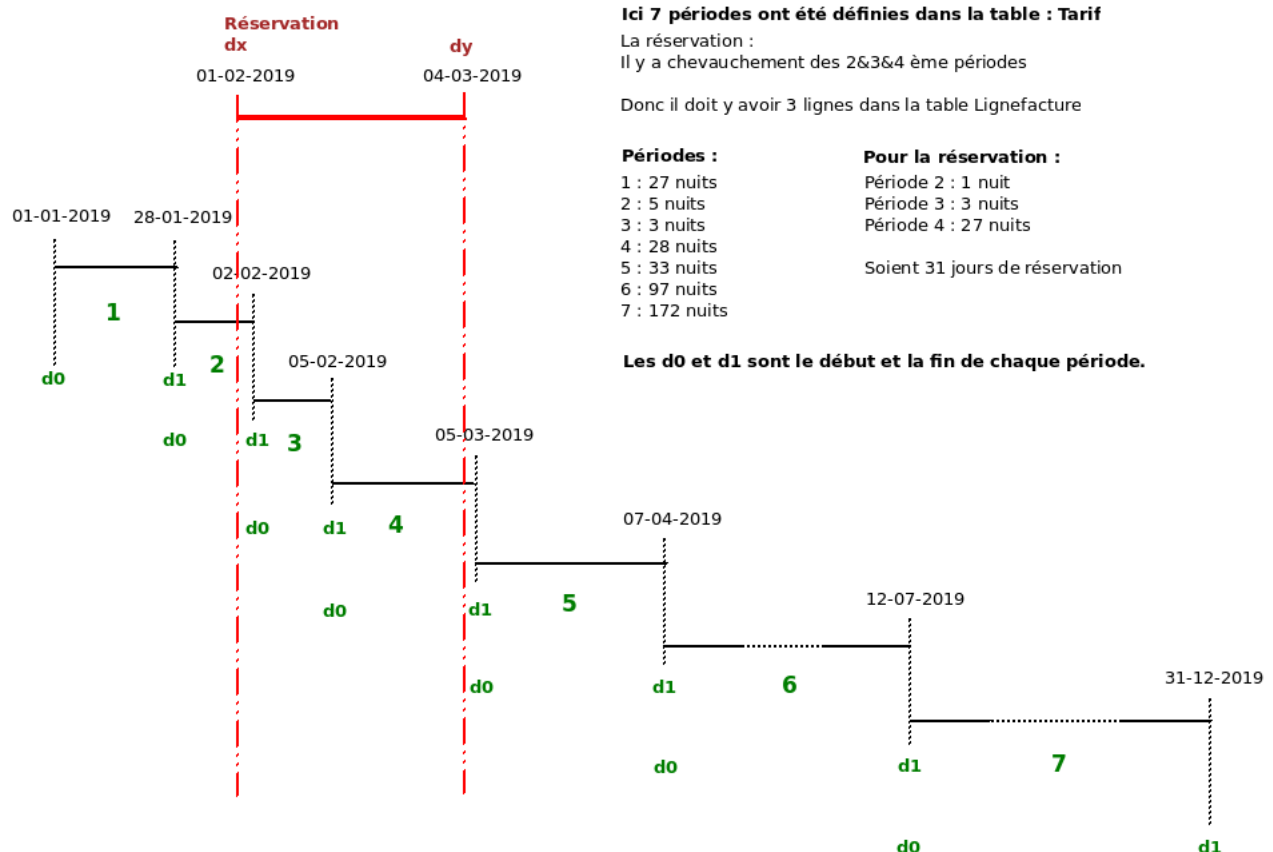 Réservation
dx
dy
01-02-2019
04-03-2019
Ici 7 périodes ont été définies dans la table : Tarif
La réservation :
Il y a chevauchement des 2&3&4 ème périodes
Donc il doit y avoir 3 lignes dans la table Lignefacture
Périodes :
1 : 27 nuits
2 : 5 nuits
3 : 3 nuits
4 : 28 nuits
5 : 33 nuits
6 : 97 nuits
7 : 172 nuits
Pour la réservation :
Période 2 : 1 nuit
Période 3 : 3 nuits
Période 4 : 27 nuits
Soient 31 jours de réservation
Les d0 et d1 sont le début et la fin de chaque période.
01-01-2019
28-01-2019
02-02-2019
1
2
05-02-2019
d0
d1
d0
d1
3
05-03-2019
d0
d1
4
07-04-2019
d0
d1
5
12-07-2019
d0
d1
6
31-12-2019
d0
d1
7
d0
d1